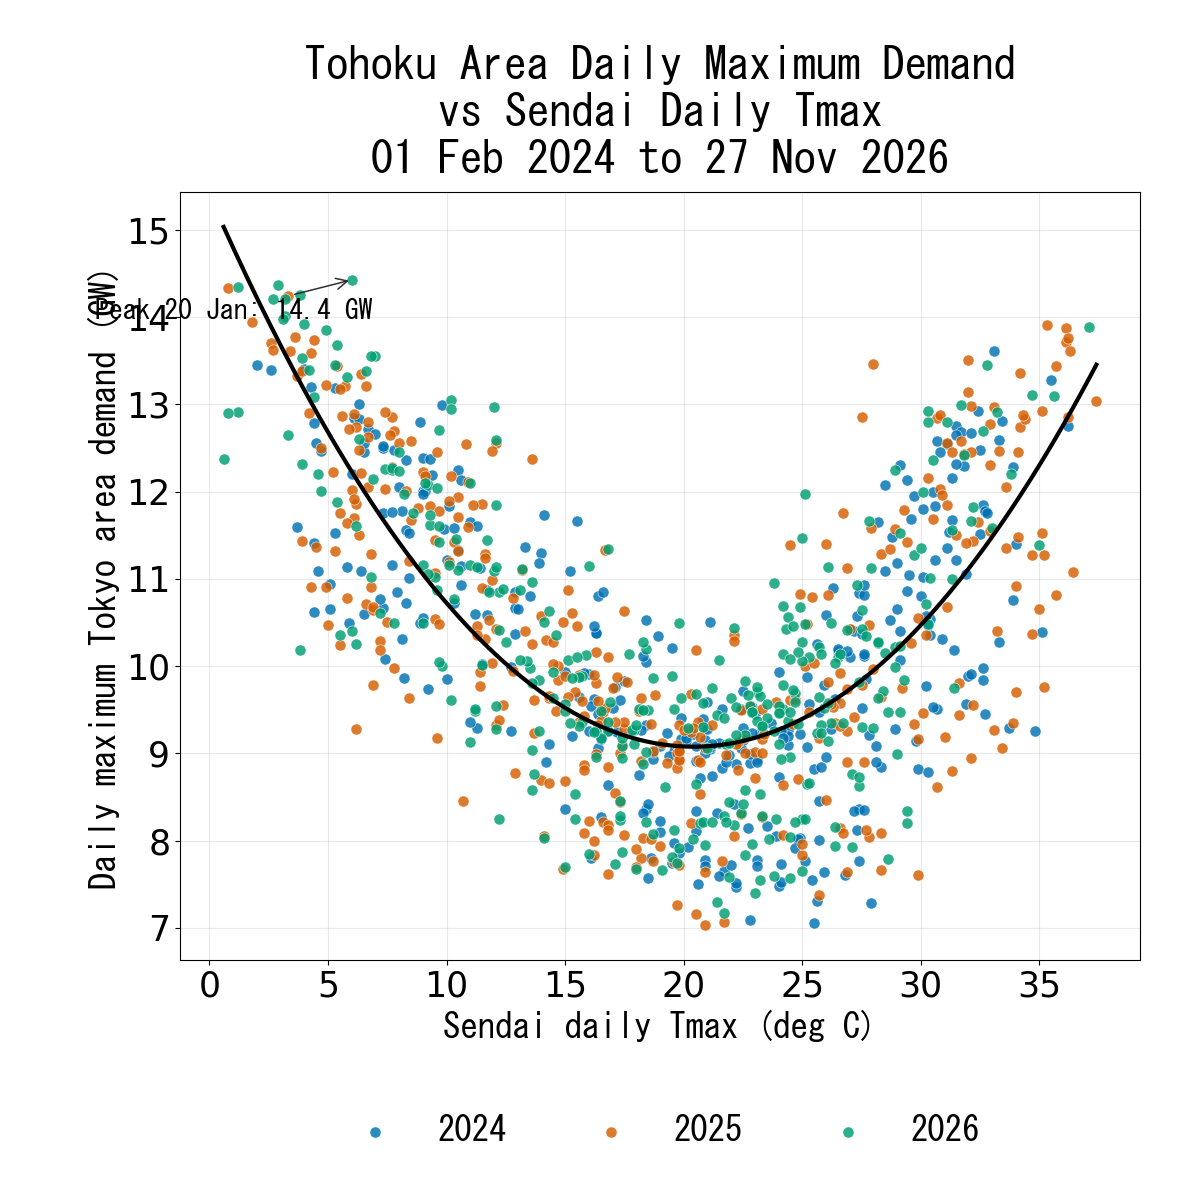 Tohoku Area Daily Maximum Demand
vs Sendai Daily Tmax
01 Feb 2024 to 27 Nov 2026
Daily maximum Tokyo area demand (GW)
15
14
13
12
11
10
9
8
7
Peak 20 Jan: 14.4 GW
0 5 10 15 20 25 30 35
Sendai daily Tmax (deg C)
2024 2025 2026